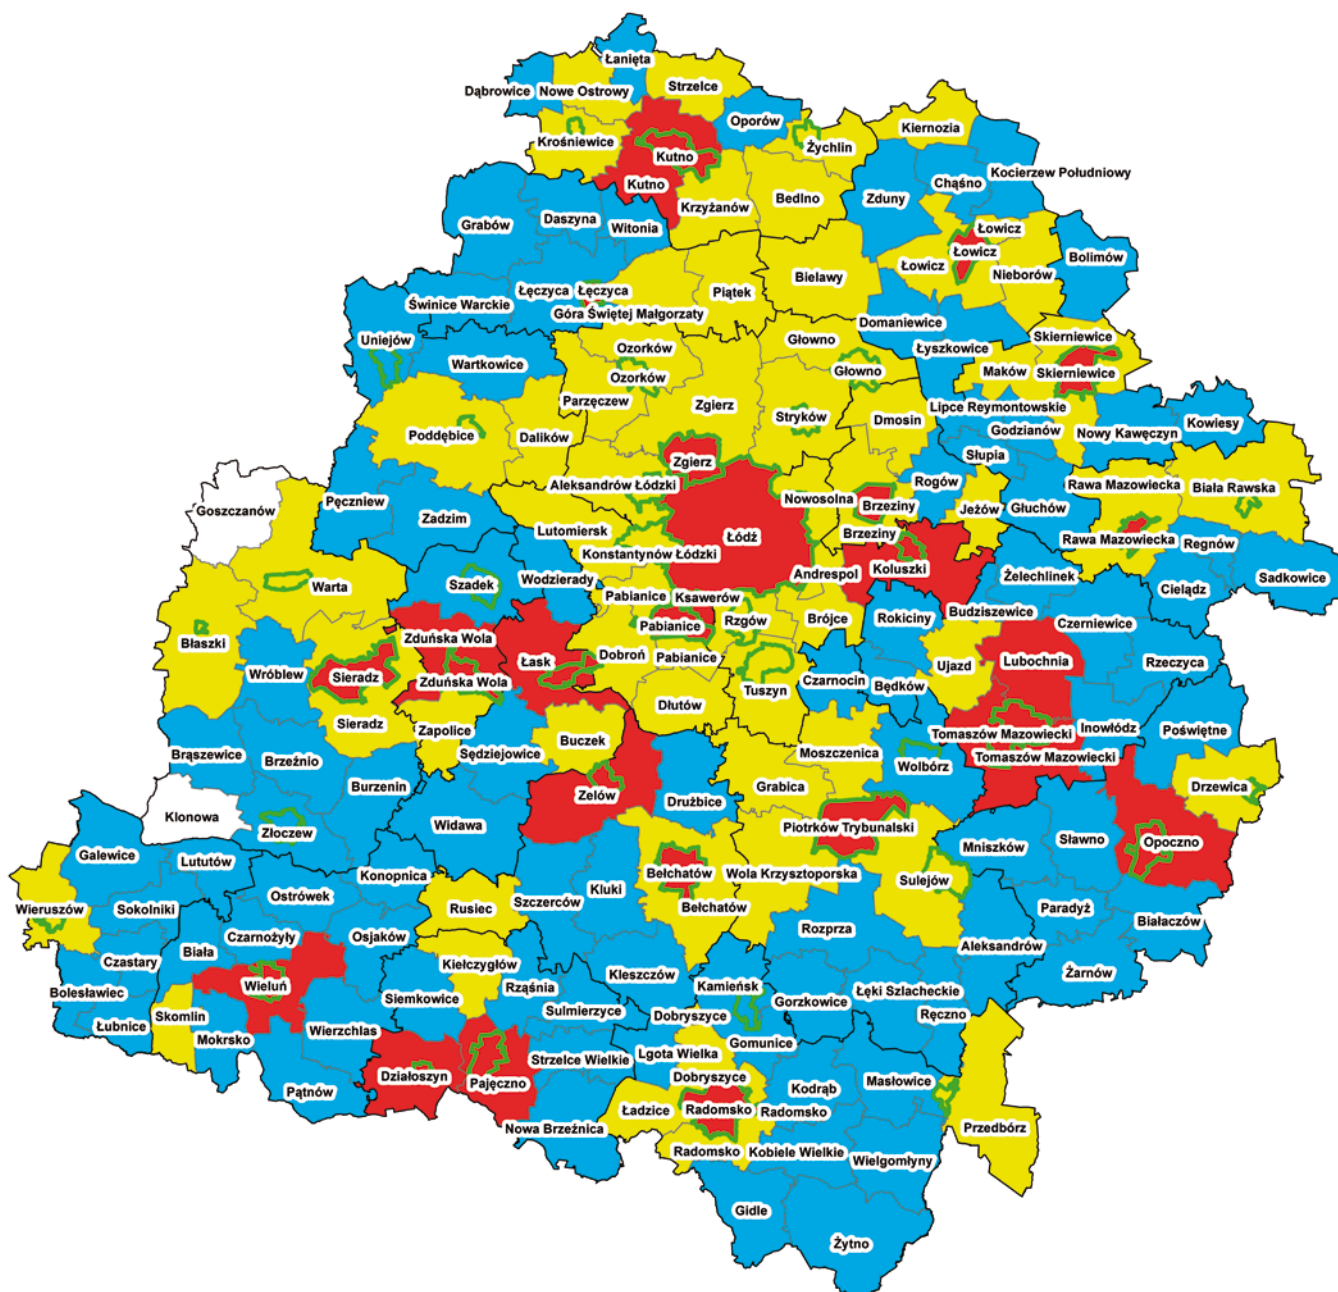 Łanięta
Dąbrowice
Nowe Ostrowy
Strzelce
Oporów
Kiernozia
Krośniewice
Żychlin
Kutno
Kutno
Chąśno
Kocierzew Południowy
Krzyżanów
Bedlno
Zduny
Grabów
Daszyna
Witonia
Łowicz
Łowicz
Łowicz
Nieborów
Bolimów
Bielawy
Piątek
Łęczyca
Łęczyca
Świnice Warckie
Góra Świętej Małgorzaty
Domaniewice
Uniejów
Głowno
Skierniewice
Ozorków
Łyszkowice
Wartkowice
Głowno
Maków
Skierniewice
Ozorków
Parzęczew
Zgierz
Stryków
Dmosin
Lipce Reymontowskie
Kowiesy
Poddębice
Dalików
Godzianów
Nowy Kawęczyn
Słupia
Zgierz
Aleksandrów Łódzki
Rogów
Rawa Mazowiecka
Biała Rawska
Goszczanów
Pęczniew
Nowosolna
Brzeziny
Jeżów
Głuchów
Zadzim
Lutomiersk
Łódź
Brzeziny
Rawa Mazowiecka
Regnów
Konstantynów Łódzki
Koluszki
Andrespol
Żelechlinek
Sadkowice
Warta
Szadek
Wodzierady
Pabianice
Ksawerów
Cielądz
Budziszewice
Pabianice
Rzgów
Brójce
Rokiciny
Czerniewice
Błaszki
Zduńska Wola
Wróblew
Dobroń
Pabianice
Łask
Ujazd
Lubochnia
Rzeczyca
Sieradz
Zduńska Wola
Czarnocin
Będków
Tuszyn
Dłutów
Sieradz
Zapolice
Buczek
Inowłódz
Poświętne
Tomaszów Mazowiecki
Brąszewice
Brzeźnio
Sędziejowice
Moszczenica
Tomaszów Mazowiecki
Wolbórz
Burzenin
Grabica
Drzewica
Zelów
Drużbice
Klonowa
Złoczew
Widawa
Piotrków Trybunalski
Mniszków
Sławno
Opoczno
Galewice
Lututów
Konopnica
Bełchatów
Wola Krzysztoporska
Sulejów
Kluki
Ostrówek
Szczerców
Rusiec
Wieruszów
Sokolniki
Bełchatów
Paradyż
Białaczów
Rozprza
Czarnożyły
Osjaków
Aleksandrów
Biała
Czastary
Kiełczygłów
Kleszczów
Żarnów
Wieluń
Rząśnia
Kamieńsk
Bolesławiec
Siemkowice
Łęki Szlacheckie
Gorzkowice
Sulmierzyce
Skomlin
Dobryszyce
Ręczno
Łubnice
Mokrsko
Wierzchlas
Gomunice
Lgota Wielka
Strzelce Wielkie
Działoszyn
Pajęczno
Dobryszyce
Masłowice
Pątnów
Kodrąb
Ładzice
Radomsko
Radomsko
Nowa Brzeźnica
Przedbórz
Radomsko
Kobiele Wielkie
Wielgomłyny
Gidle
Żytno